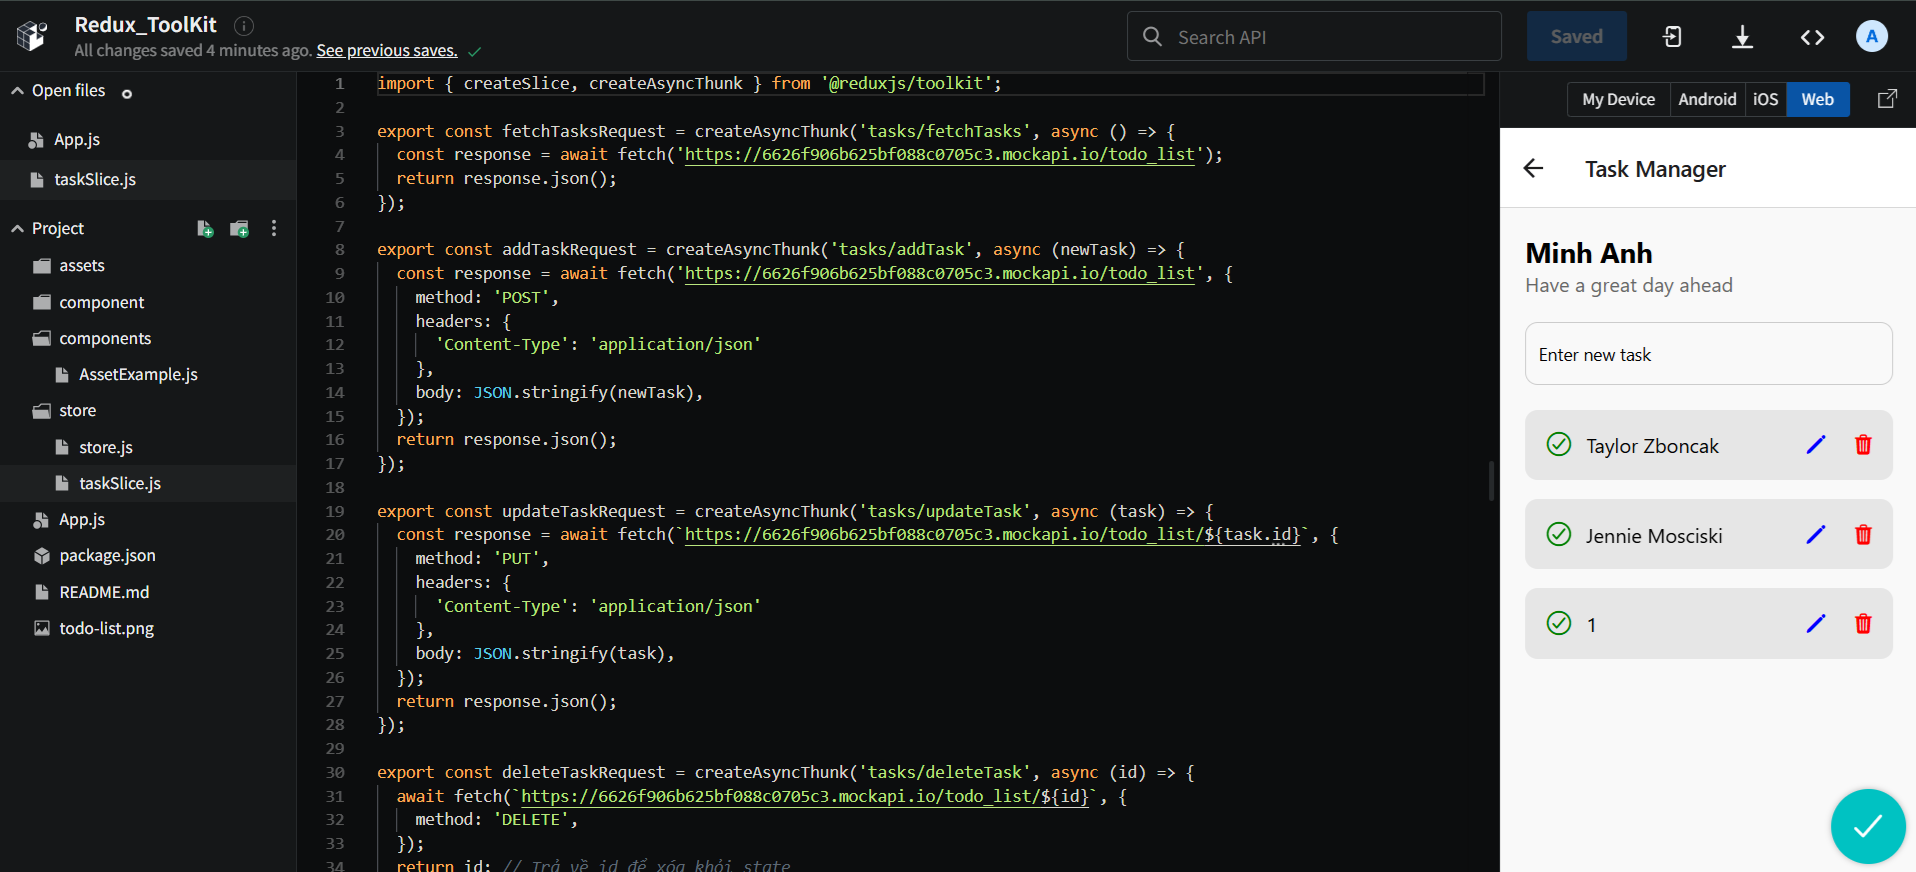 Redux_ToolKit
All changes saved 4 minutes ago. See previous saves.
Search API
Saved
A
Open files
App.js
taskSlice.js
Project
assets
component
components
AssetExample.js
store
store.js
taskSlice.js
App.js
package.json
README.md
todo-list.png
1 import { createSlice, createAsyncThunk } from '@reduxjs/toolkit';
2
3 export const fetchTasksRequest = createAsyncThunk('tasks/fetchTasks', async () => {
4 const response = await fetch('https://6626f906b625bf088c0705c3.mockapi.io/todo_list');
5 return response.json();
6 });
7
8 export const addTaskRequest = createAsyncThunk('tasks/addTask', async (newTask) => {
9 const response = await fetch('https://6626f906b625bf088c0705c3.mockapi.io/todo_list', {
10 method: 'POST',
11 headers: {
12 'Content-Type': 'application/json'
13 },
14 body: JSON.stringify(newTask),
15 });
16 return response.json();
17 });
18
19 export const updateTaskRequest = createAsyncThunk('tasks/updateTask', async (task) => {
20 const response = await fetch(`https://6626f906b625bf088c0705c3.mockapi.io/todo_list/${task.id}`, {
21 method: 'PUT',
22 headers: {
23 'Content-Type': 'application/json'
24 },
25 body: JSON.stringify(task),
26 });
27 return response.json();
28 });
29
30 export const deleteTaskRequest = createAsyncThunk('tasks/deleteTask', async (id) => {
31 await fetch(`https://6626f906b625bf088c0705c3.mockapi.io/todo_list/${id}`, {
32 method: 'DELETE',
33 });
34 return id; // Trả về id để xóa khỏi state
My Device
Android
iOS
Web
Task Manager
Minh Anh
Have a great day ahead
Enter new task
Taylor Zboncak
Jennie Mosciski
1